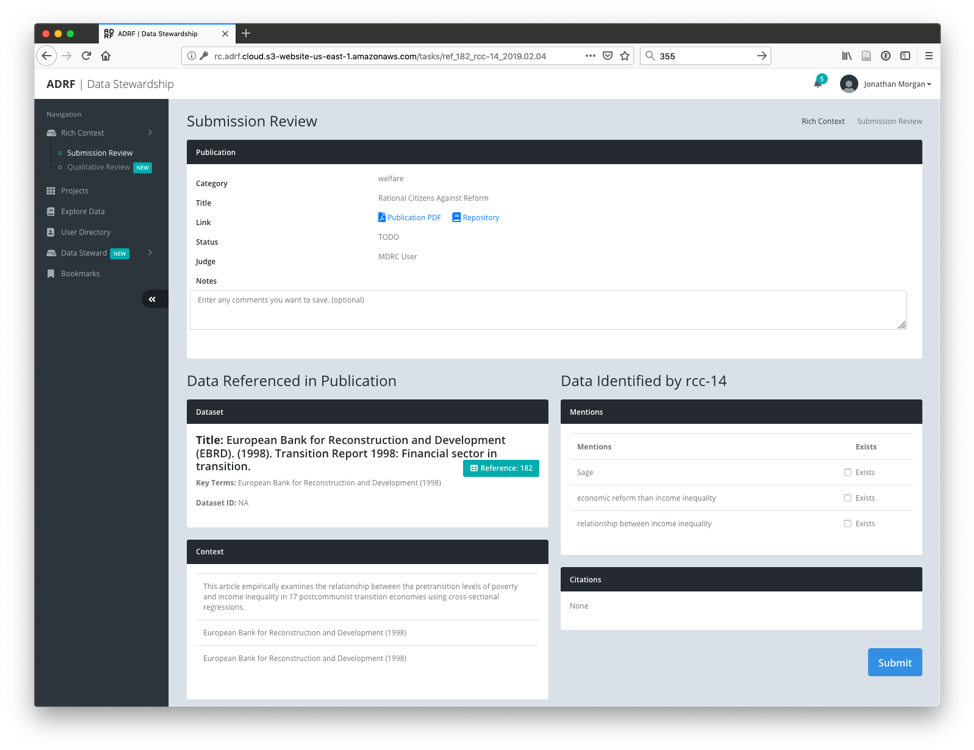 ADRF | Data Stewardship
rc.adrf.cloud.s3-website-us-east-1.amazonaws.com/tasks/ref_182_rcc-14_2019.02.04
355
ADRF | Data Stewardship
5
Jonathan Morgan
Navigation
Rich Context
Submission Review
Qualitative Review NEW
Projects
Explore Data
User Directory
Data Steward NEW
Bookmarks
Submission Review
Rich Context / Submission Review
Publication
Category welfare
Title Rational Citizens Against Reform
Link Publication PDF Repository
Status TODO
Judge MDRC User
Notes
Enter any comments you want to save. (optional)
Data Referenced in Publication
Dataset
Title: European Bank for Reconstruction and Development
(EBRD). (1998). Transition Report 1998: Financial sector in
transition.
Reference: 182
Key Terms: European Bank for Reconstruction and Development (1998)
Dataset ID: NA
Context
This article empirically examines the relationship between the pretransition levels of poverty
and income inequality in 17 postcommunist transition economies using cross-sectional
regressions.
European Bank for Reconstruction and Development (1998)
European Bank for Reconstruction and Development (1998)
Data Identified by rcc-14
Mentions
Mentions Exists
Sage Exists
economic reform than income inequality Exists
relationship between income inequality Exists
Citations
None
Submit